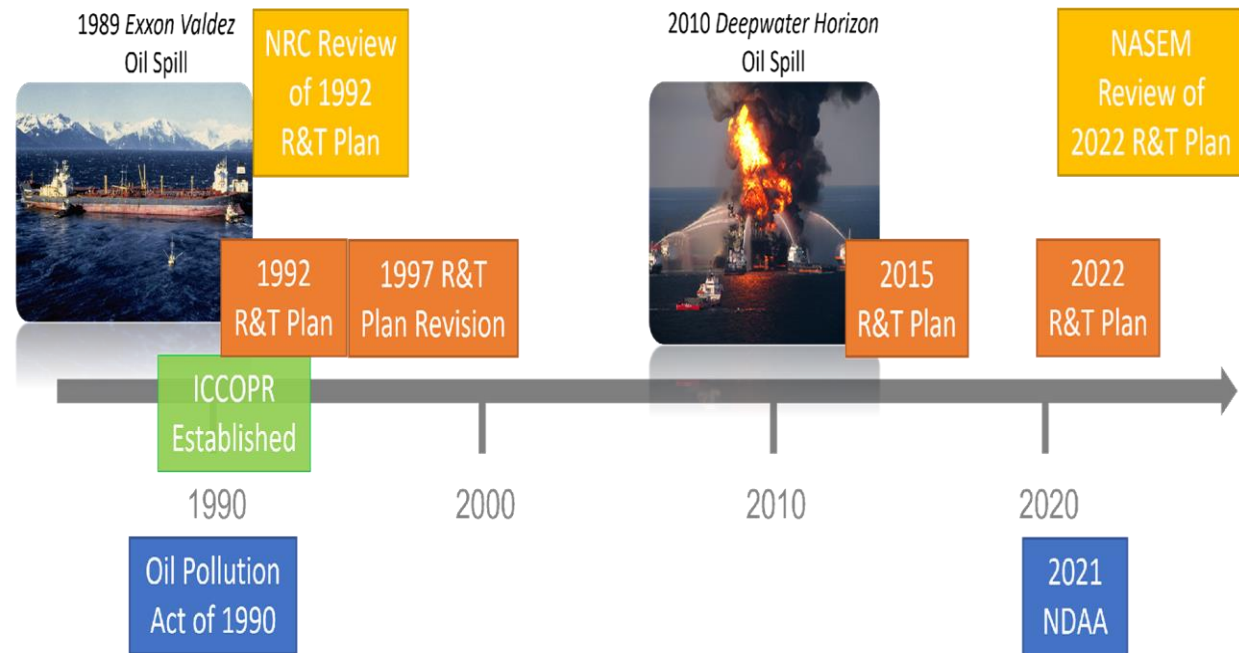 1989 Exxon Valdez
Oil Spill
NRC Review
of 1992
R&T Plan
2010 Deepwater Horizon
Oil Spill
NASEM
Review of
2022 R&T Plan
1992
R&T Plan
1997 R&T
Plan Revision
2015
R&T Plan
2022
R&T Plan
ICCOPR
Established
1990
2000
2010
2020
Oil Pollution
Act of 1990
2021
NDAA